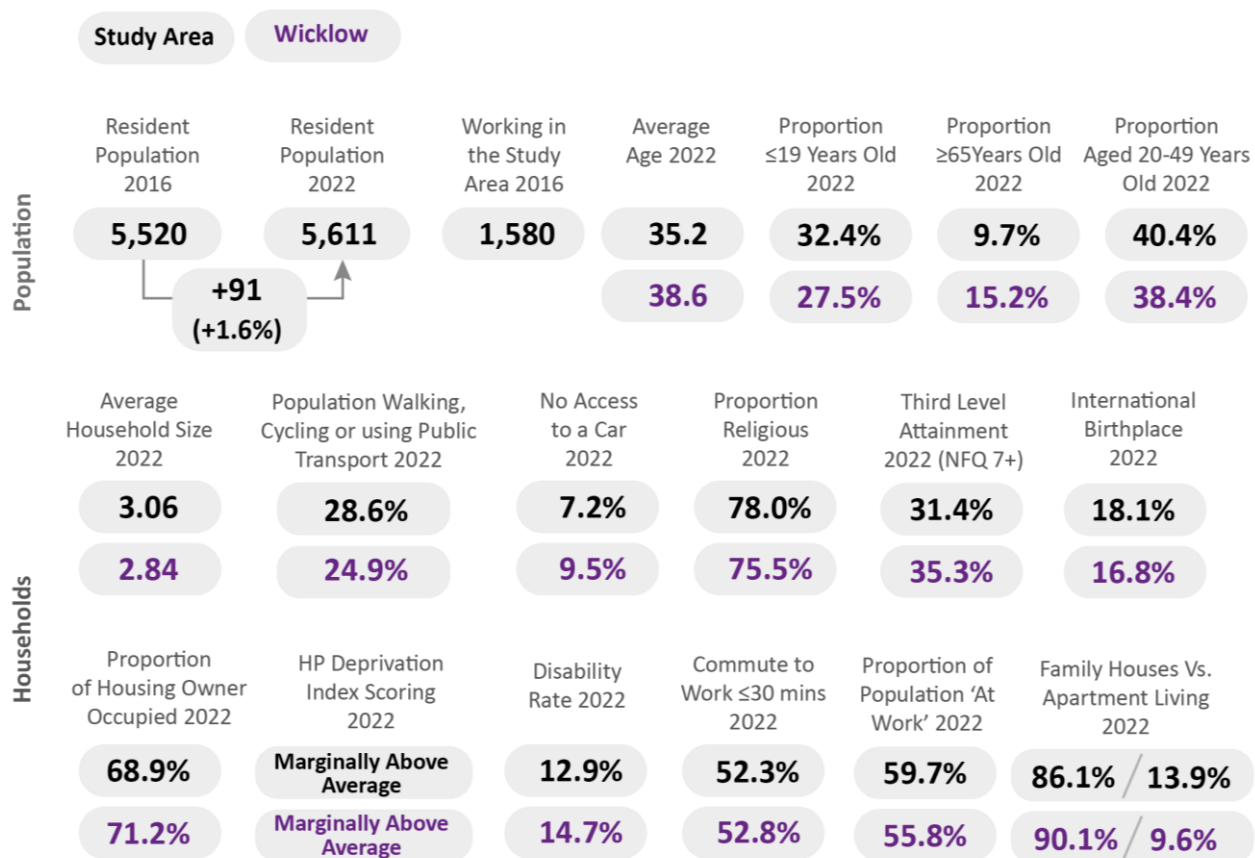 Study Area
Wicklow
Population
Resident
Population
2016
Resident
Population
2022
Working in
the Study
Area 2016
Average
Age 2022
Proportion
≤19 Years Old
2022
Proportion
≥65Years Old
2022
Proportion
Aged 20-49 Years
Old 2022
5,520
5,611
1,580
35.2
32.4%
9.7%
40.4%
+91
(+1.6%)
38.6
27.5%
15.2%
38.4%
Households
Average
Household Size
2022
Population Walking,
Cycling or using Public
Transport 2022
No Access
to a Car
2022
Proportion
Religious
2022
Third Level
Attainment
2022 (NFQ 7+)
International
Birthplace
2022
3.06
28.6%
7.2%
78.0%
31.4%
18.1%
2.84
24.9%
9.5%
75.5%
35.3%
16.8%
Proportion
of Housing Owner
Occupied 2022
HP Deprivation
Index Scoring
2022
Disability
Rate 2022
Commute to
Work ≤30 mins
2022
Proportion of
Population ‘At
Work’ 2022
Family Houses Vs.
Apartment Living
2022
68.9%
Marginally Above
Average
12.9%
52.3%
59.7%
86.1% / 13.9%
71.2%
Marginally Above
Average
14.7%
52.8%
55.8%
90.1% / 9.6%